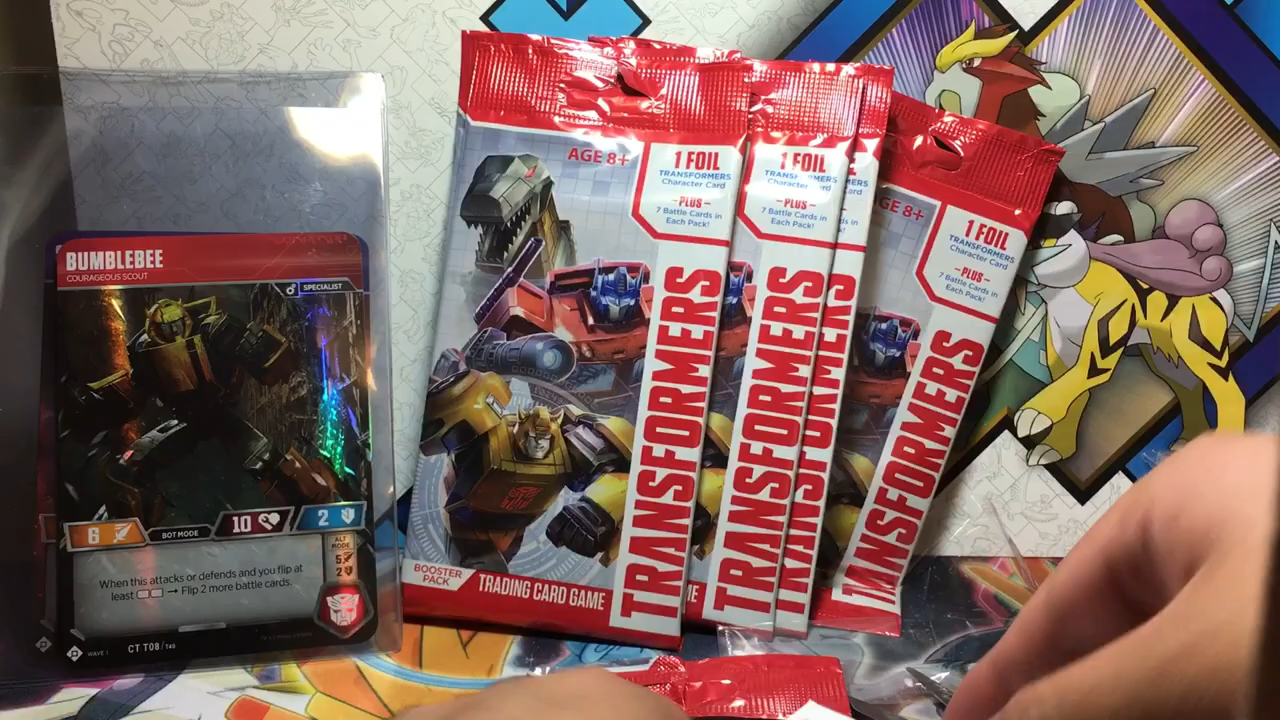 BUMBLEBEE
COURAGEOUS SCOUT
SPECIALIST
6
BOT MODE
10
2
ALT
MODE
5
2
When this attacks or defends and you flip at
least → Flip 2 more battle cards.
WAVE 1
CT T08/T40
AGE 8+
1 FOIL
TRANSFORMERS
Character Card
–PLUS–
7 Battle Cards in
Each Pack!
TRANSFORMERS
BOOSTER
PACK
TRADING CARD GAME
1 FOIL
TRANSFORMERS
Character Card
–PLUS–
7 Battle Cards in
Each Pack!
TRANSFORMERS
ME
TRANSFORMERS
GE 8+
1 FOIL
TRANSFORMERS
Character Card
–PLUS–
7 Battle Cards in
Each Pack!
TRANSFORMERS